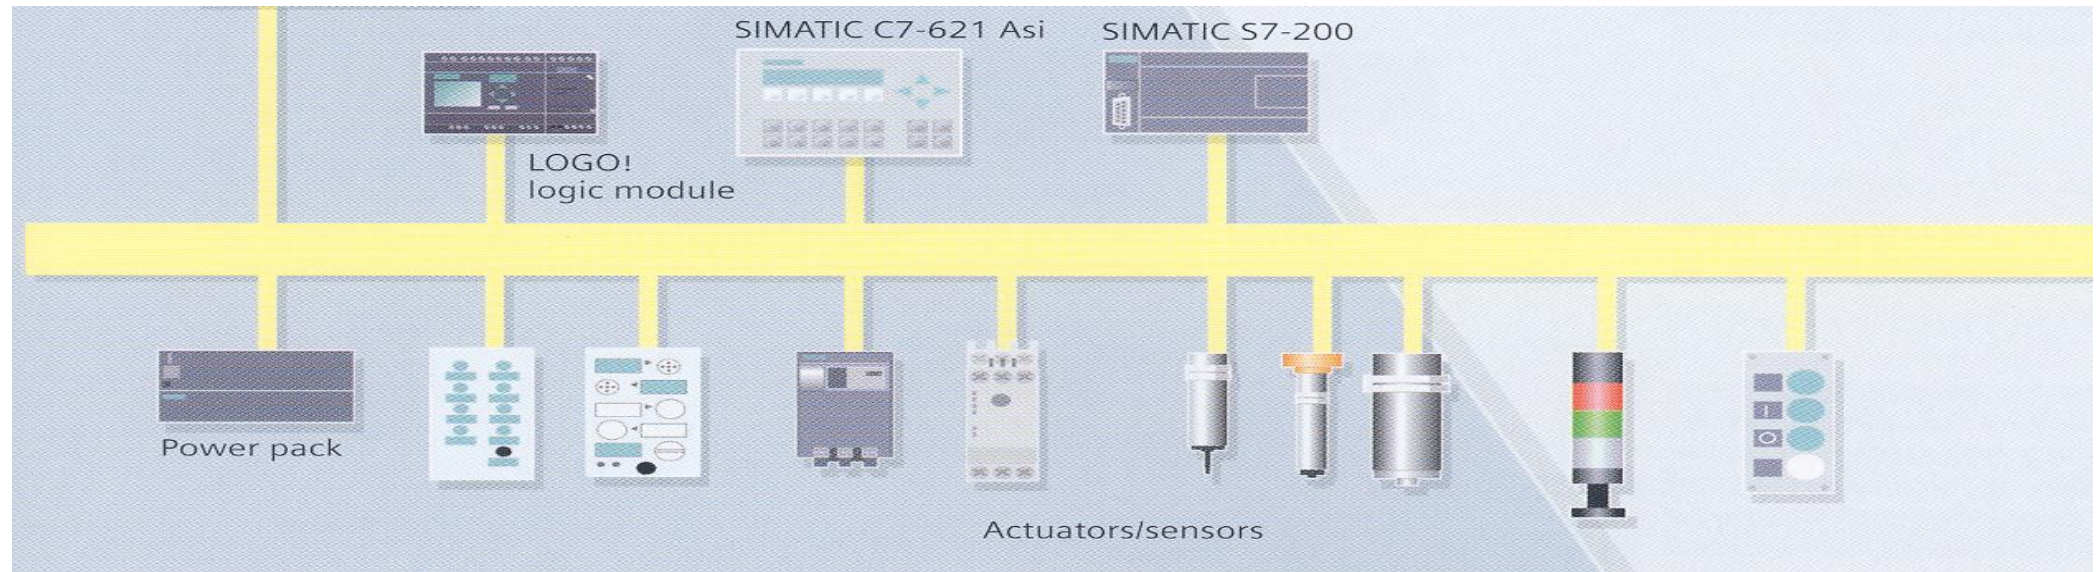 SIMATIC C7-621 Asi
SIMATIC S7-200
LOGO!
logic module
Power pack
Actuators/sensors